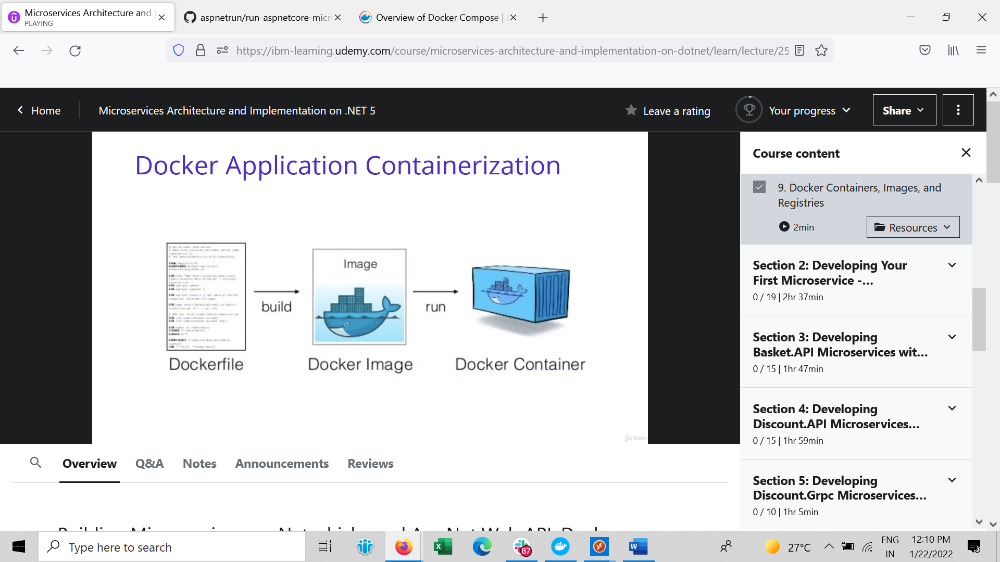 Microservices Architecture and
PLAYING
aspnetrun/run-aspnetcore-micr
Overview of Docker Compose |
https://ibm-learning.udemy.com/course/microservices-architecture-and-implementation-on-dotnet/learn/lecture/25
Home
Microservices Architecture and Implementation on .NET 5
Leave a rating
Your progress
Share
Docker Application Containerization
Image
build
run
Dockerfile
Docker Image
Docker Container
Udemy
Course content
9. Docker Containers, Images, and
Registries
2min
Resources
Section 2: Developing Your
First Microservice -...
0 / 19 | 2hr 37min
Section 3: Developing
Basket.API Microservices wit...
0 / 15 | 1hr 47min
Section 4: Developing
Discount.API Microservices...
0 / 15 | 1hr 59min
Section 5: Developing
Discount.Grpc Microservices...
0 / 10 | 1hr 5min
Overview
Q&A
Notes
Announcements
Reviews
Type here to search
87
27°C
ENG
IN
12:10 PM
1/22/2022